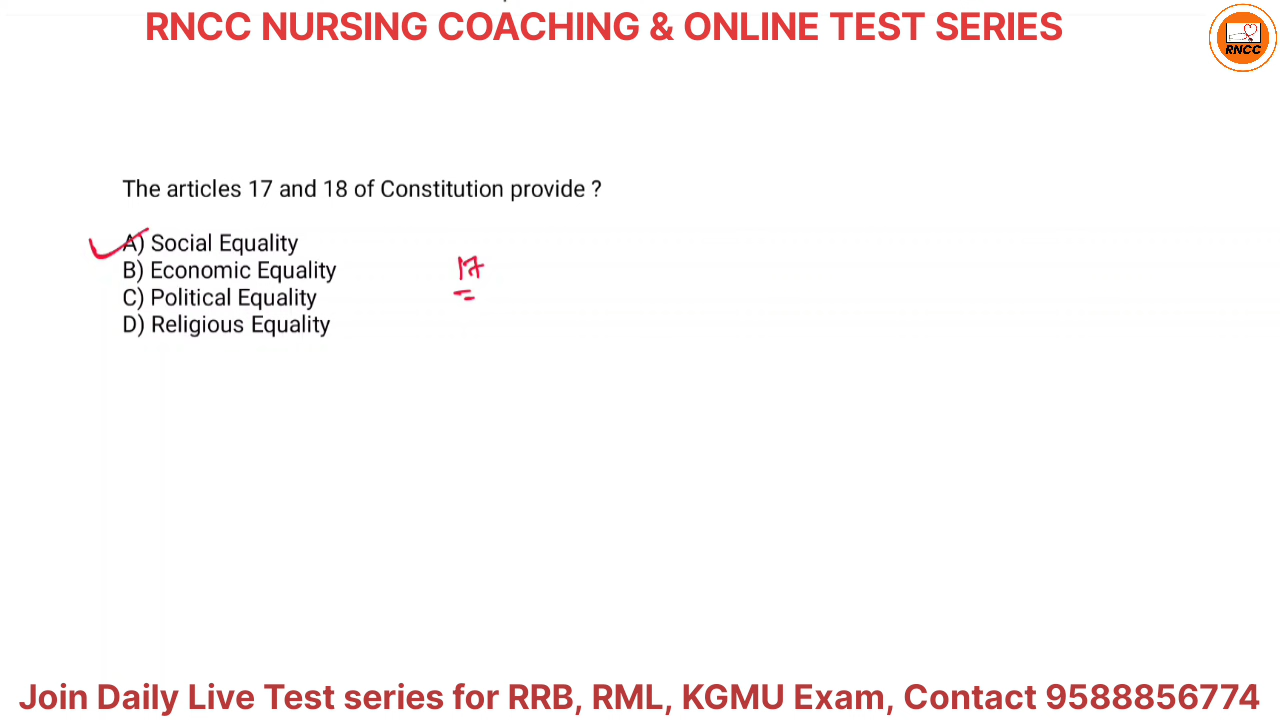 RNCC NURSING COACHING & ONLINE TEST SERIES
RNCC
The articles 17 and 18 of Constitution provide ?
A) Social Equality
B) Economic Equality
17
C) Political Equality
D) Religious Equality
Join Daily Live Test series for RRB, RML, KGMU Exam, Contact 9588856774